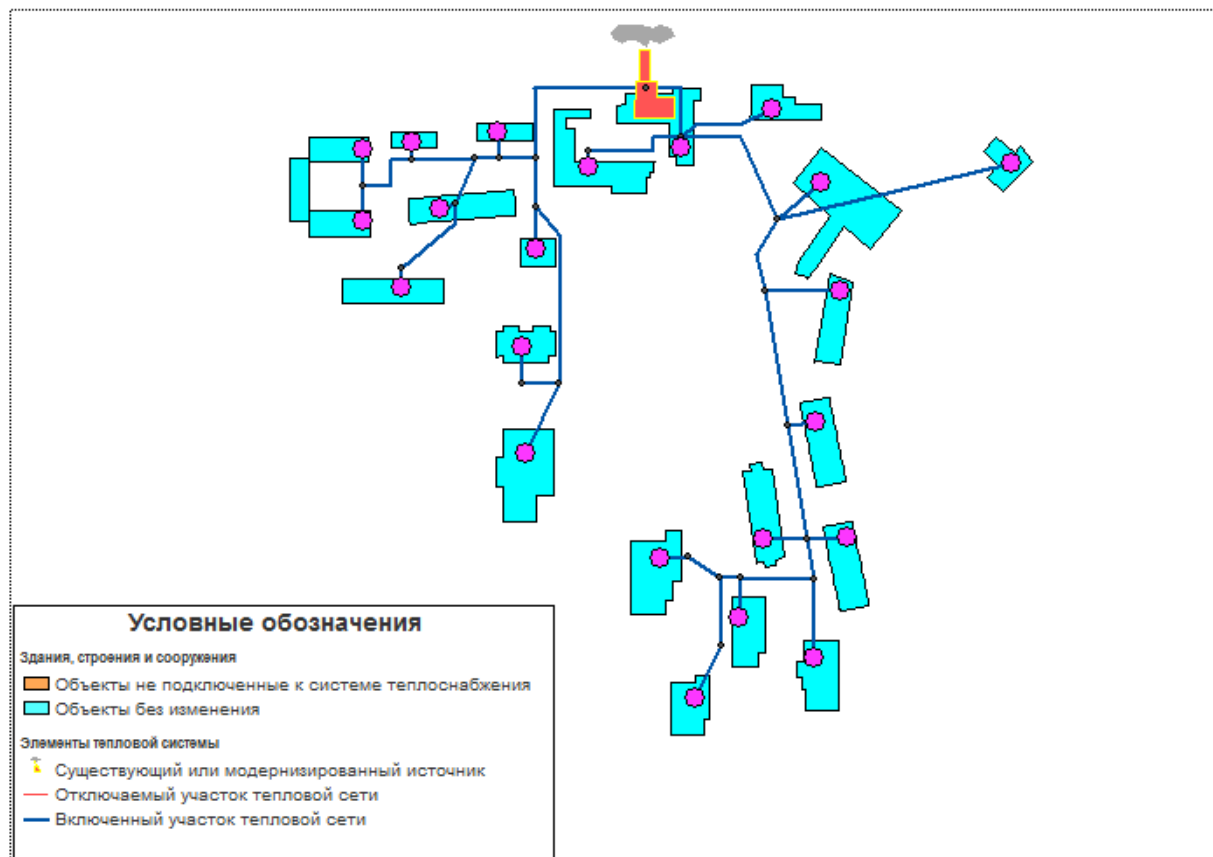 Условные обозначения
Здания, строения и сооружения
Объекты не подключенные к системе теплоснабжения
Объекты без изменения
Элементы тепловой системы
Существующий или модернизированный источник
Отключаемый участок тепловой сети
Включенный участок тепловой сети